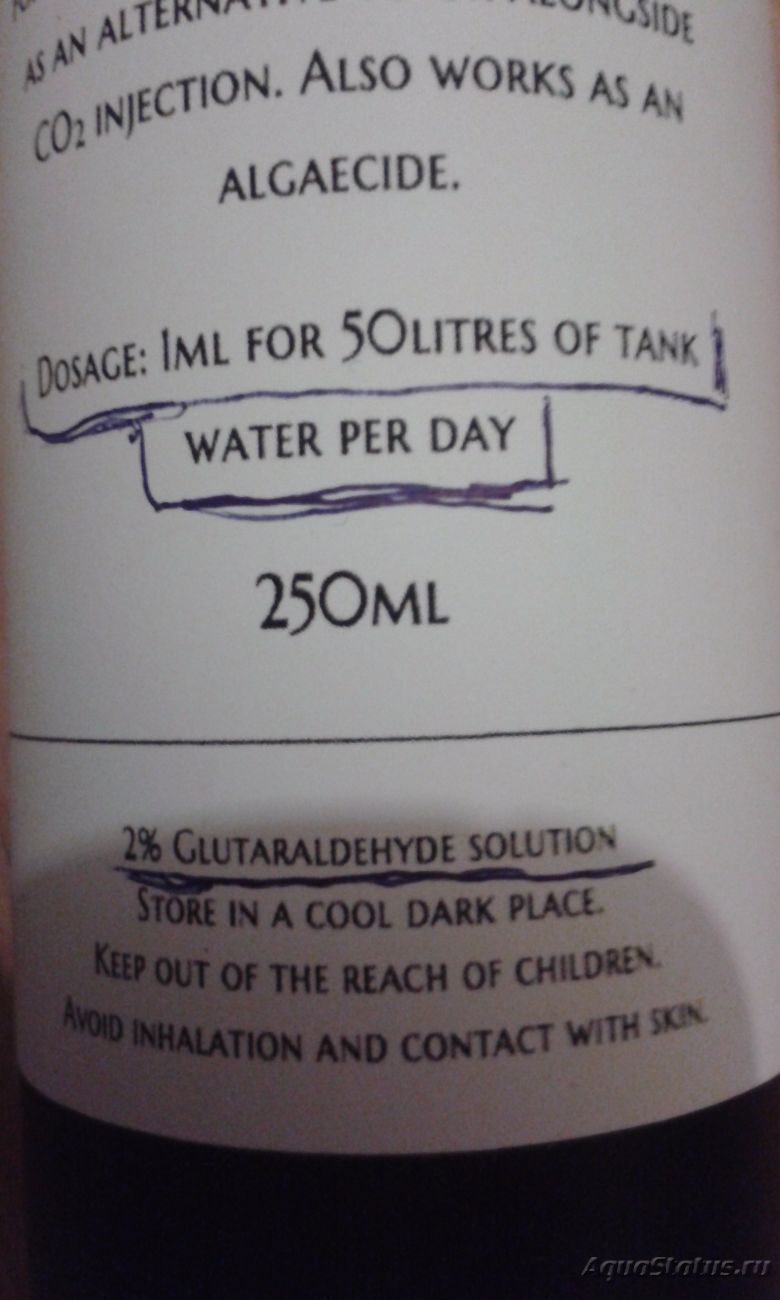 AS AN ALTERNATIVE ALONGSIDE
CO2 INJECTION. ALSO WORKS AS AN
ALGAECIDE.
DOSAGE: 1ML FOR 50LITRES OF TANK
WATER PER DAY
250ML
2% GLUTARALDEHYDE SOLUTION
STORE IN A COOL DARK PLACE.
KEEP OUT OF THE REACH OF CHILDREN.
AVOID INHALATION AND CONTACT WITH SKIN.
AquaStatus.ru